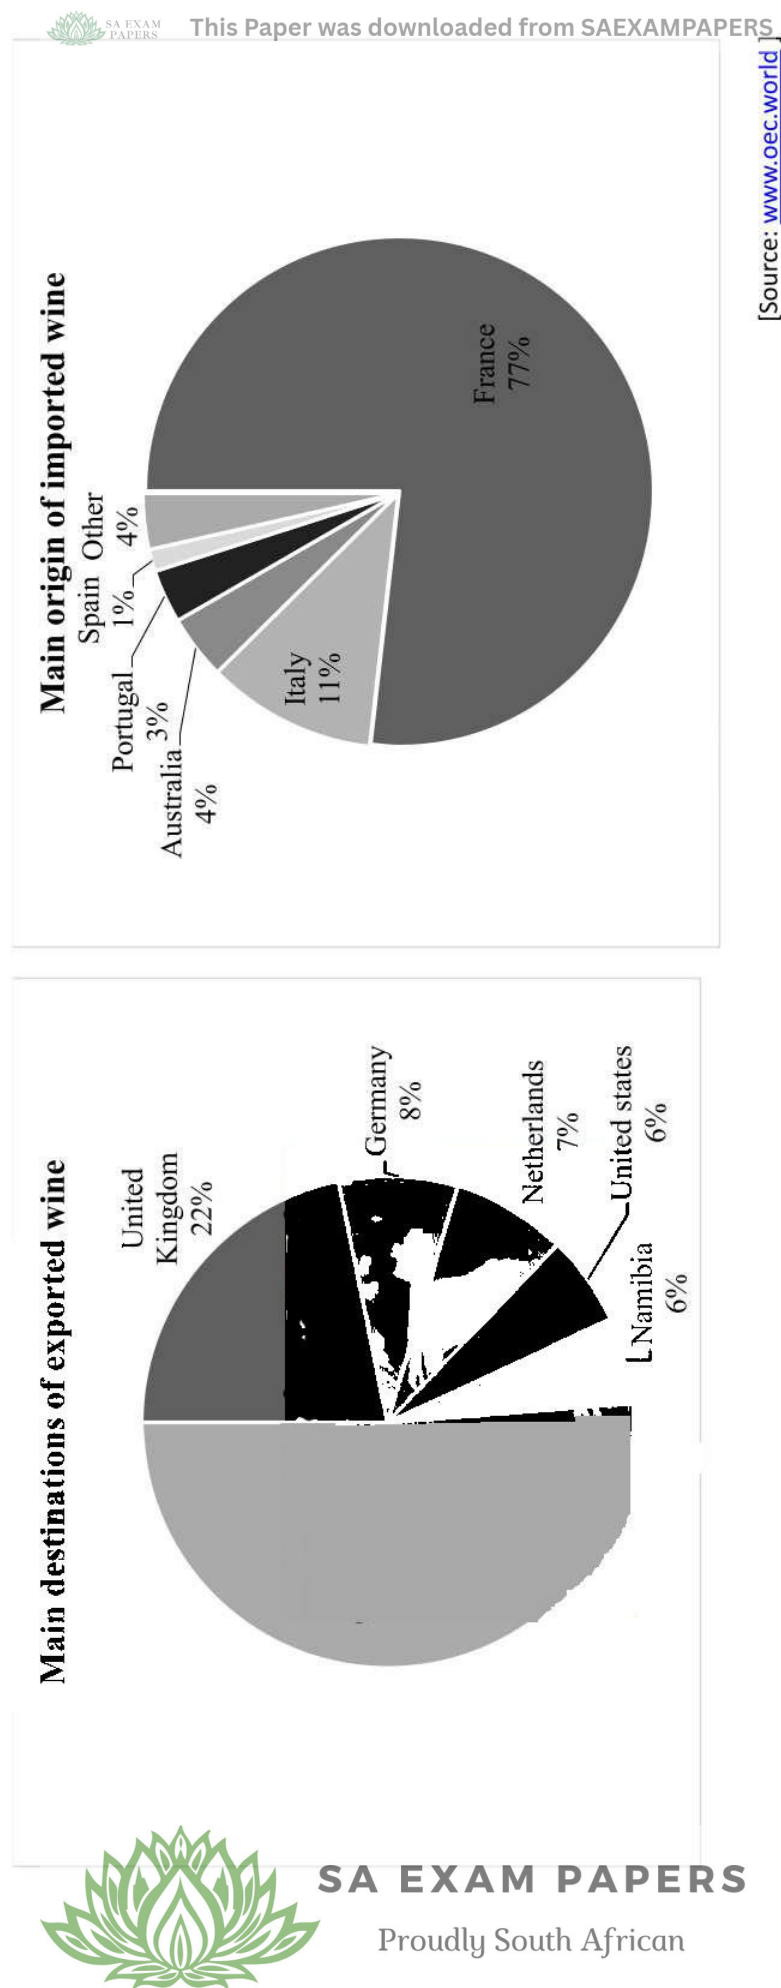 SA EXAM
PAPERS
This Paper was downloaded from SAEXAMPAPERS
Main destinations of exported wine
United
Kingdom
22%
Germany
8%
Netherlands
7%
United states
6%
Namibia
6%
Main origin of imported wine
Other
4%
Spain
1%
Portugal
3%
Australia
4%
Italy
11%
France
77%
[Source: www.oec.world ]
SA EXAM PAPERS
Proudly South African